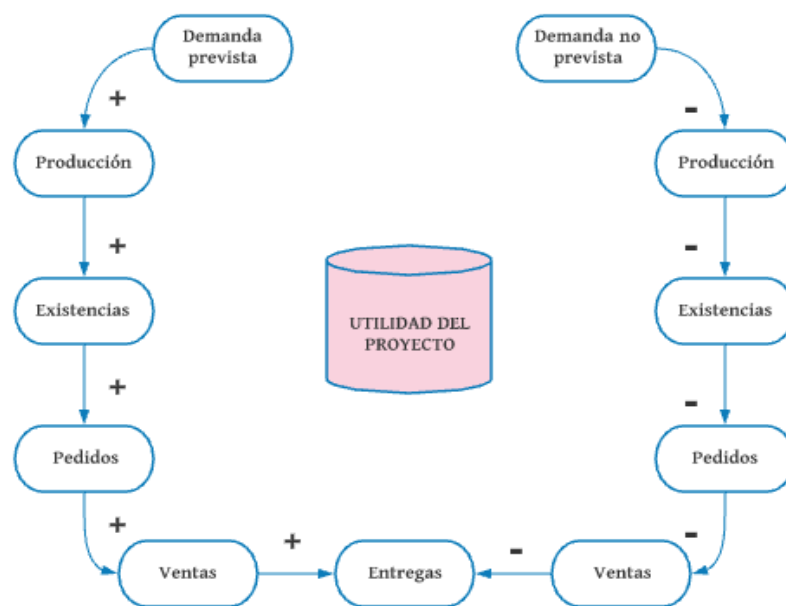 Demanda
prevista
Demanda no
prevista
+
-
Producción
Producción
+
-
Existencias
UTILIDAD DEL
PROYECTO
Existencias
+
-
Pedidos
Pedidos
+
-
Ventas
+
Entregas
-
Ventas